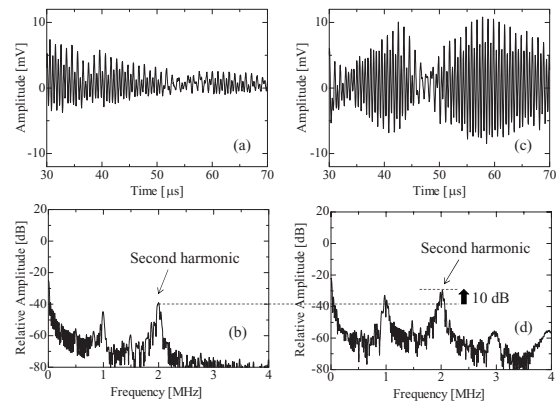 10
0
-10
Amplitude [mV]
(a)
30 40 50 60 70
Time [μs]
10
0
-10
Amplitude [mV]
(c)
30 40 50 60 70
Time [μs]
20
0
-20
-40
-60
-80
Relative Amplitude [dB]
Second harmonic
(b)
0 1 2 3 4
Frequency [MHz]
20
0
-20
-40
-60
-80
Relative Amplitude [dB]
Second harmonic
10 dB
(d)
0 1 2 3 4
Frequency [MHz]